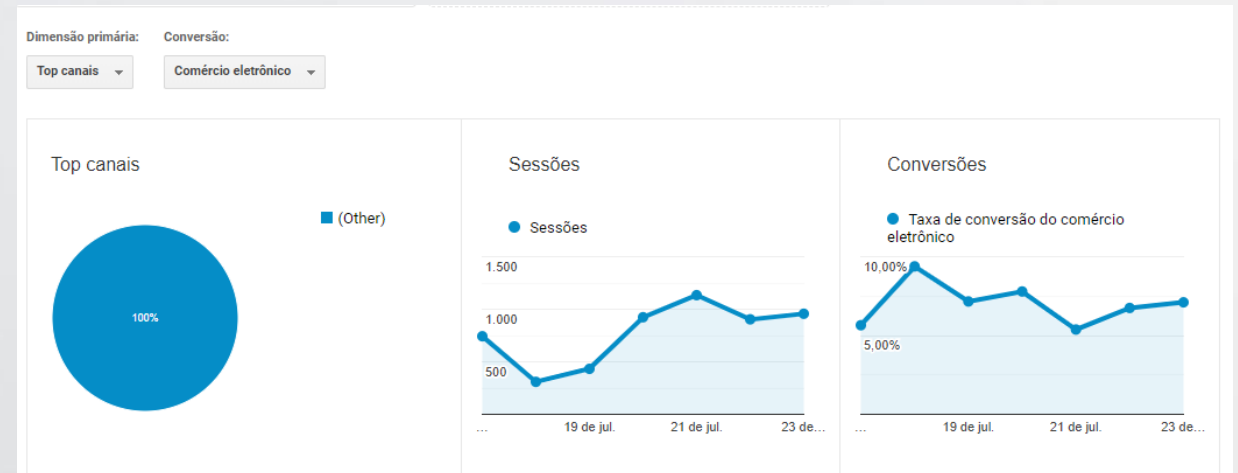 Dimensão primária: Conversão:
Top canais Comércio eletrônico
Top canais
(Other)
100%
Sessões
Sessões
1.500
1.000
500
... 19 de jul. 21 de jul. 23 de...
Conversões
Taxa de conversão do comércio
eletrônico
10,00%
5,00%
... 19 de jul. 21 de jul. 23 de...